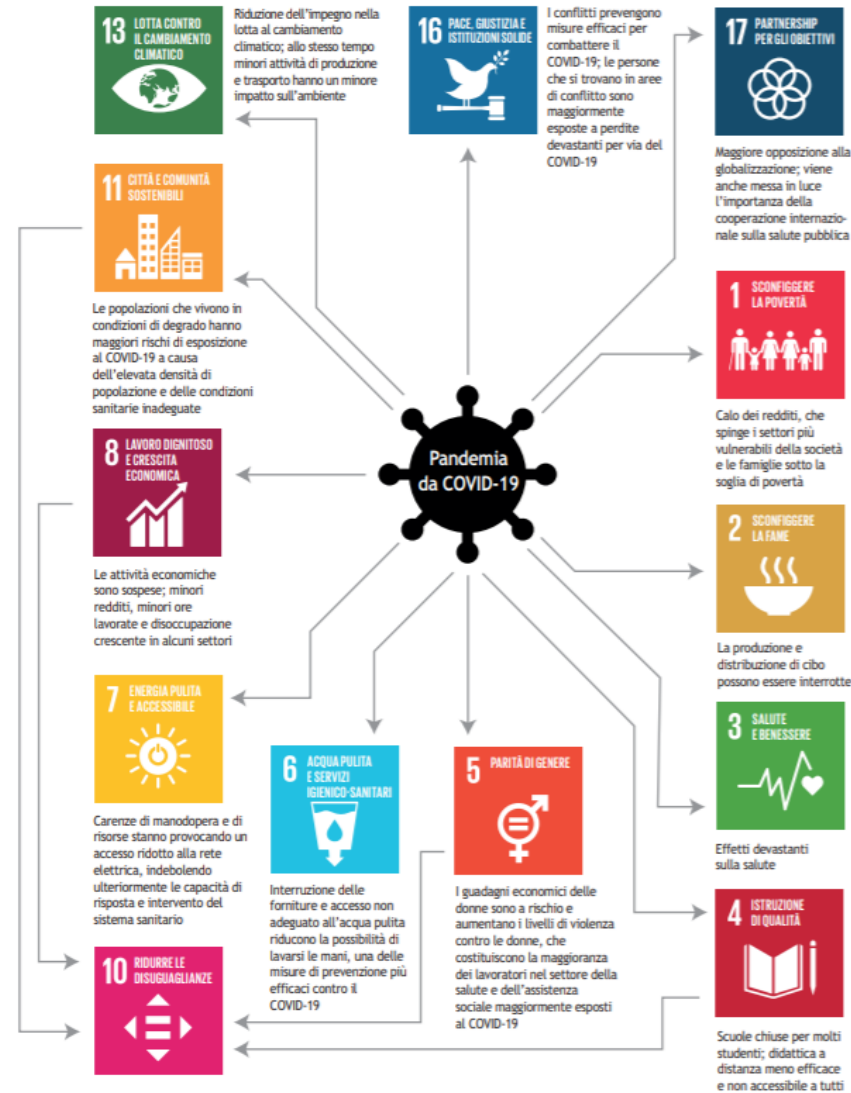 13 LOTTA CONTRO
IL CAMBIAMENTO
CLIMATICO
Riduzione dell'impegno nella
lotta al cambiamento
climatico; allo stesso tempo
minori attività di produzione
e trasporto hanno un minore
impatto sull'ambiente
16 PACE, GIUSTIZIA E
ISTITUZIONI SOLIDE
I conflitti prevengono
misure efficaci per
combattere il
COVID-19; le persone
che si trovano in aree
di conflitto sono
maggiormente
esposte a perdite
devastanti per via del
COVID-19
17 PARTNERSHIP
PER GLI OBIETTIVI
Maggiore opposizione alla
globalizzazione; viene
anche messa in luce
l'importanza della
cooperazione internazio-
nale sulla salute pubblica
11 CITTÀ E COMUNITÀ
SOSTENIBILI
Le popolazioni che vivono in
condizioni di degrado hanno
maggiori rischi di esposizione
al COVID-19 a causa
dell'elevata densità di
popolazione e delle condizioni
sanitarie inadeguate
1 SCONFIGGERE
LA POVERTÀ
Calo dei redditi, che
spinge i settori più
vulnerabili della società
e le famiglie sotto la
soglia di povertà
Pandemia
da COVID-19
8 LAVORO DIGNITOSO
E CRESCITA
ECONOMICA
Le attività economiche
sono sospese; minori
redditi, minori ore
lavorate e disoccupazione
crescente in alcuni settori
2 SCONFIGGERE
LA FAME
La produzione e
distribuzione di cibo
possono essere interrotte
7 ENERGIA PULITA
E ACCESSIBILE
Carenze di manodopera e di
risorse stanno provocando un
accesso ridotto alla rete
elettrica, indebolendo
ulteriormente le capacità di
risposta e intervento del
sistema sanitario
6 ACQUA PULITA
E SERVIZI
IGIENICO-SANITARI
Interruzione delle
forniture e accesso non
adeguato all'acqua pulita
riducono la possibilità di
lavarsi le mani, una delle
misure di prevenzione più
efficaci contro il
COVID-19
5 PARITÀ DI GENERE
I guadagni economici delle
donne sono a rischio e
aumentano i livelli di violenza
contro le donne, che
costituiscono la maggioranza
dei lavoratori nel settore della
salute e dell'assistenza
sociale maggiormente esposti
al COVID-19
3 SALUTE
E BENESSERE
Effetti devastanti
sulla salute
4 ISTRUZIONE
DI QUALITÀ
Scuole chiuse per molti
studenti; didattica a
distanza meno efficace
e non accessibile a tutti
10 RIDURRE LE
DISUGUAGLIANZE